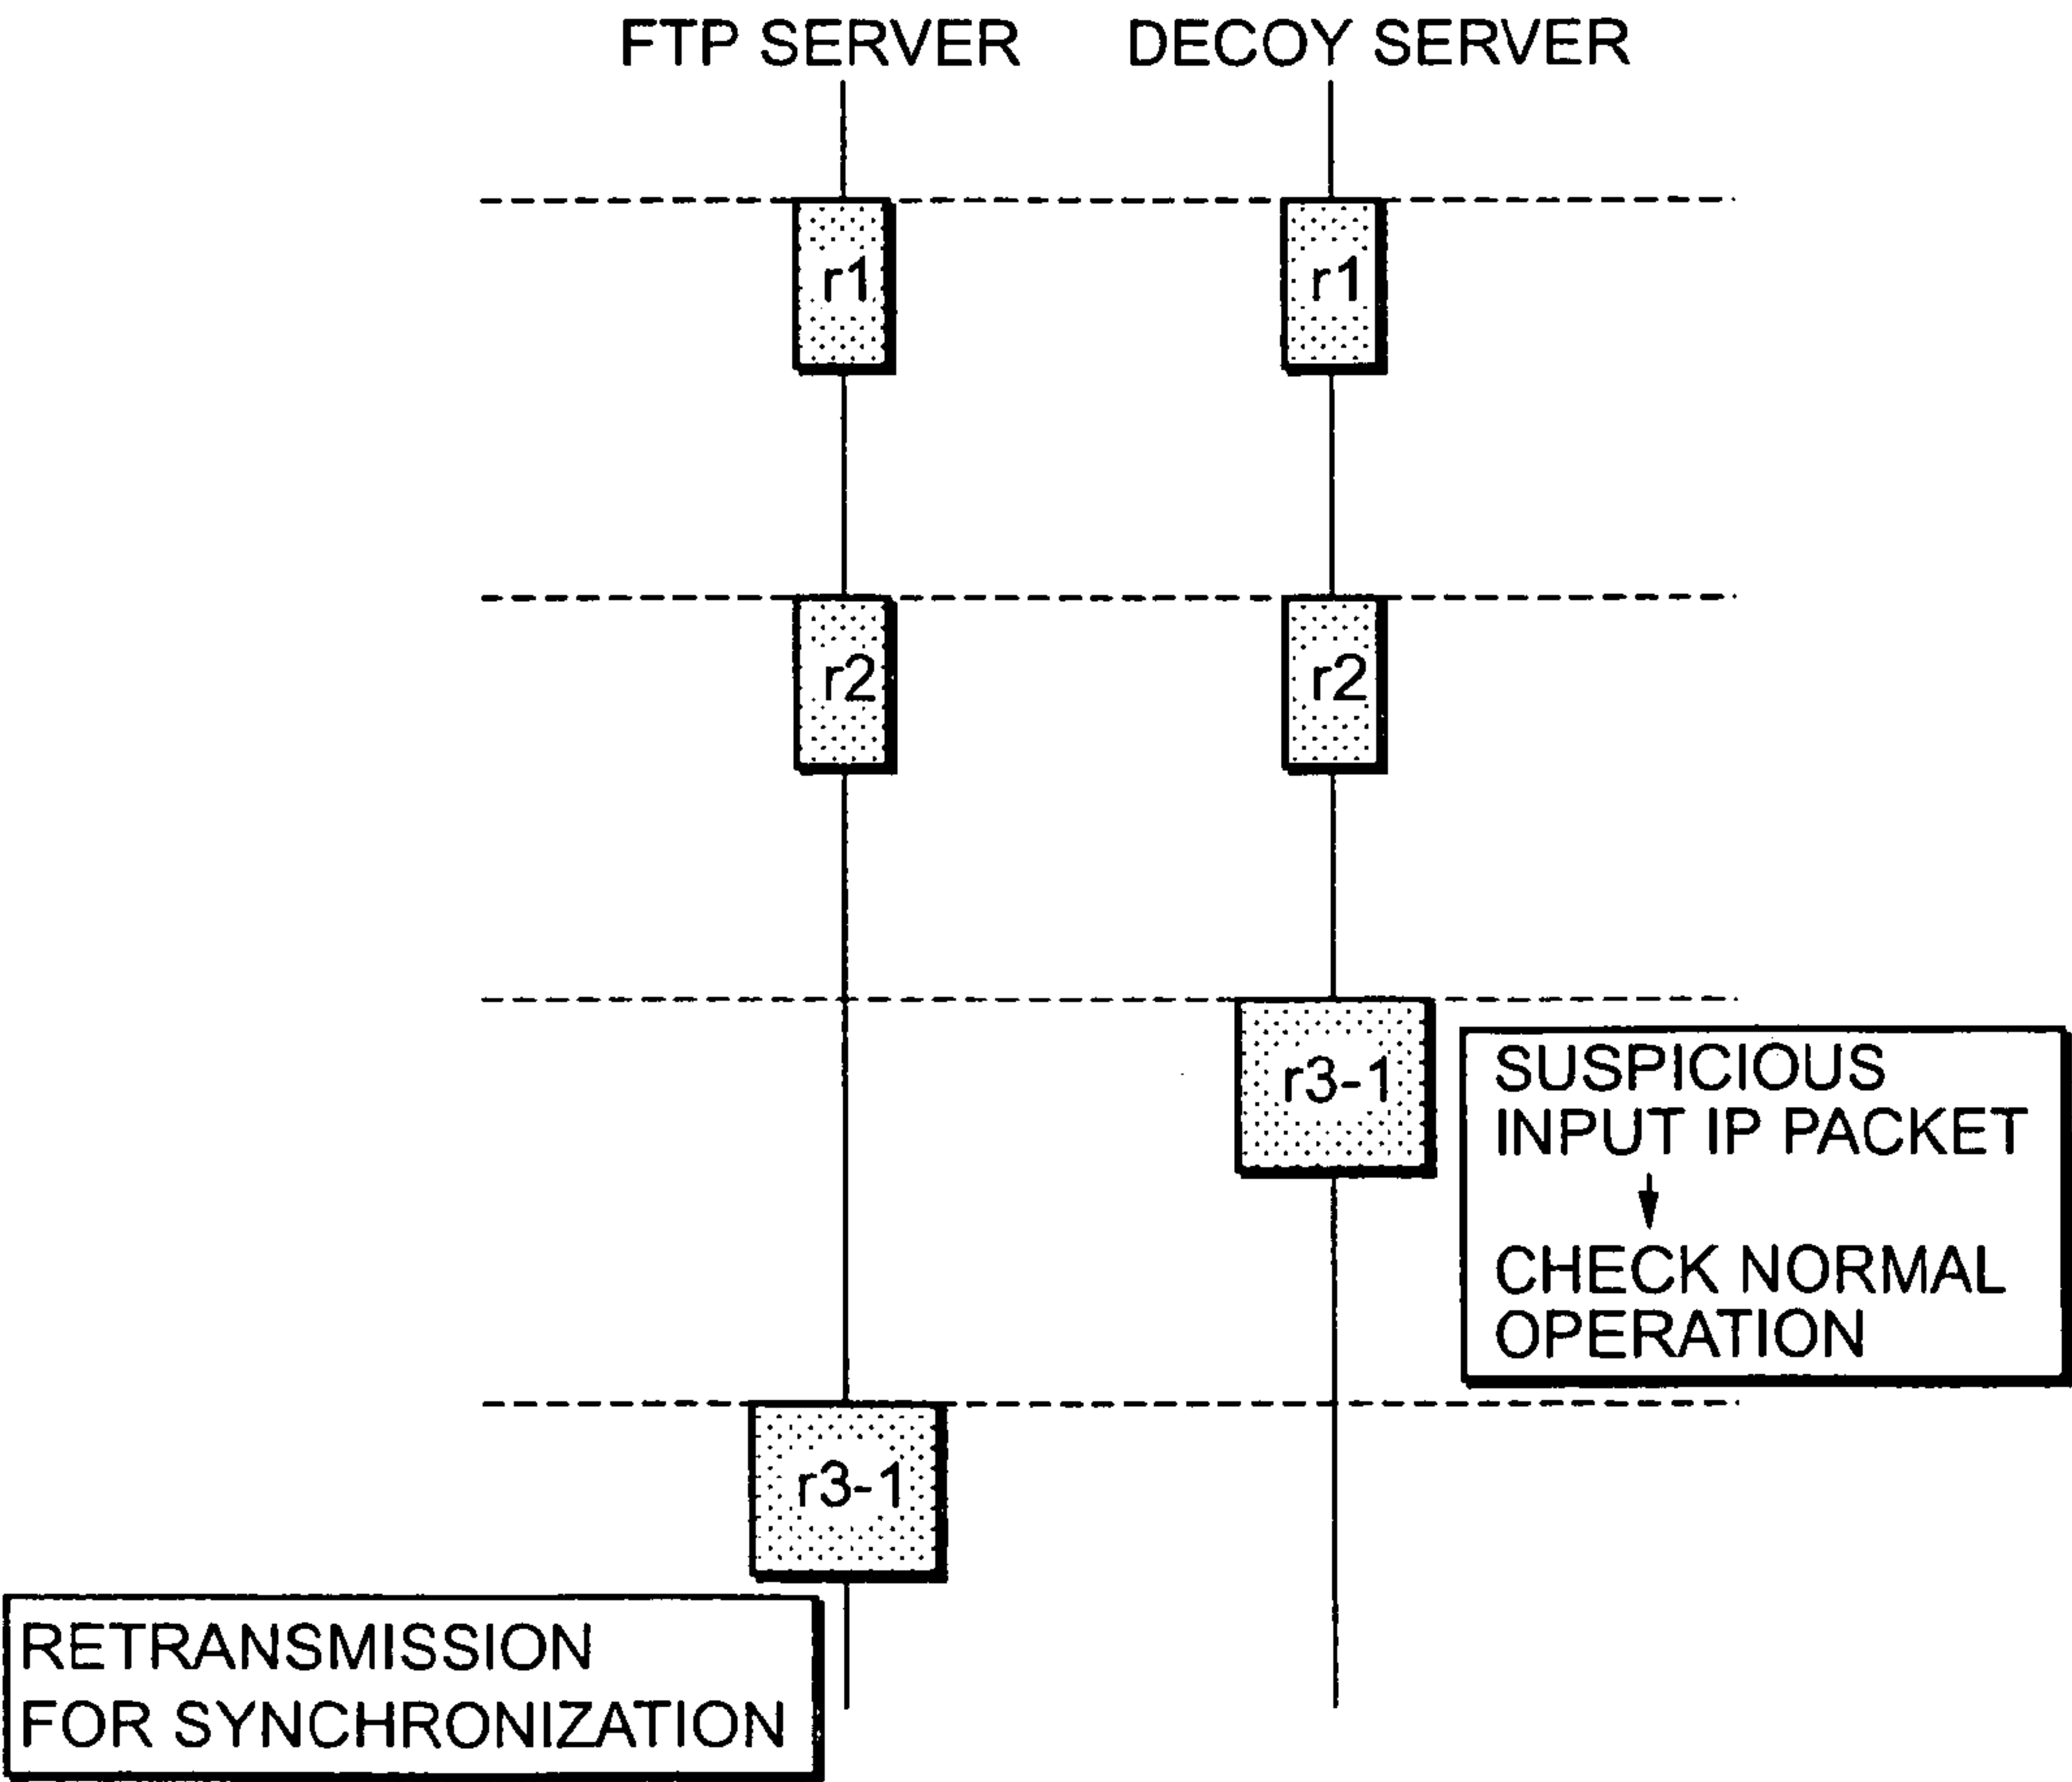 FTP SERVER
DECOY SERVER
r1
r1
r2
r2
r3-1
SUSPICIOUS
INPUT IP PACKET
CHECK NORMAL
OPERATION
r3-1
RETRANSMISSION
FOR SYNCHRONIZATION